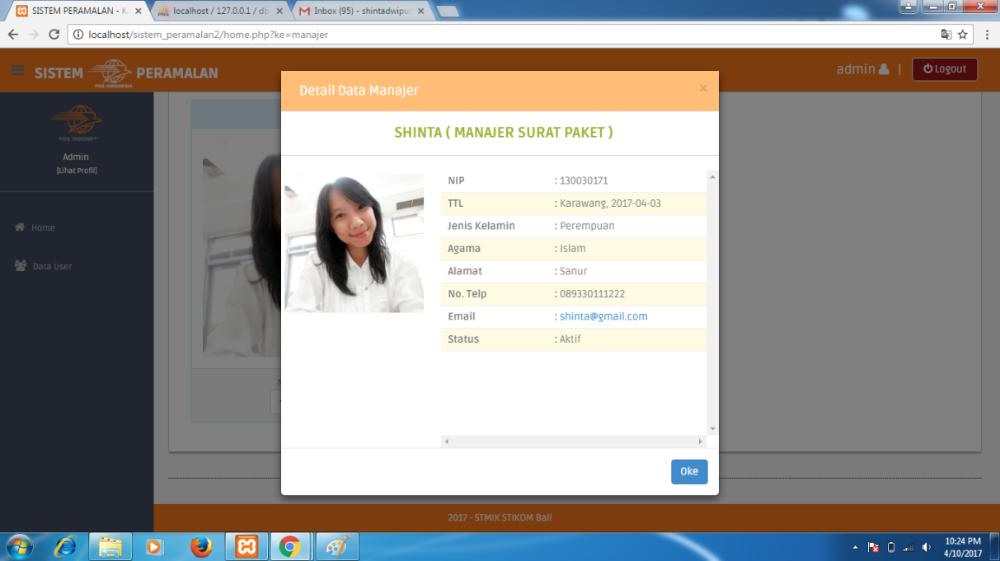 SISTEM PERAMALAN - K
localhost / 127.0.0.1 / db
Inbox (95) - shintadwipus
localhost/sistem_peramalan2/home.php?ke=manajer
SISTEM POS INDONESIA PERAMALAN
admin | Logout
Detail Data Manajer ×
SHINTA ( MANAJER SURAT PAKET )
POS INDONESIA
Admin
[Lihat Profil]
Home
Data User
NIP : 130030171
TTL : Karawang, 2017-04-03
Jenis Kelamin : Perempuan
Agama : Islam
Alamat : Sanur
No. Telp : 089330111222
Email : shinta@gmail.com
Status : Aktif
Oke
2017 - STMIK STIKOM Bali
10:24 PM
4/10/2017